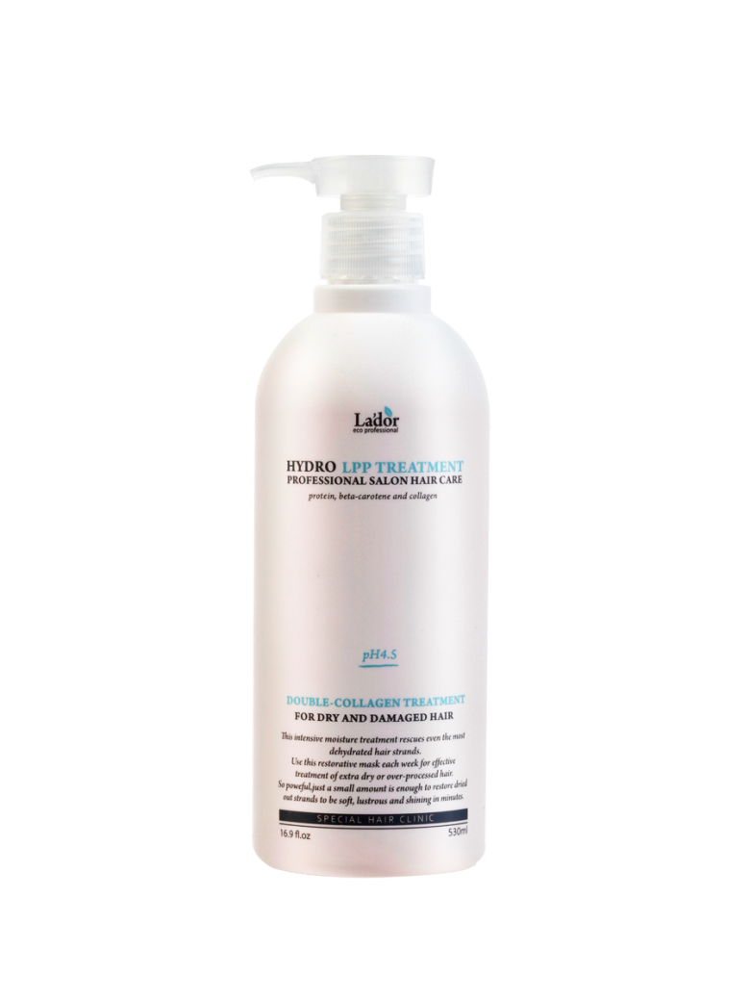 La'dor
eco professional
HYDRO LPP TREATMENT
PROFESSIONAL SALON HAIR CARE
protein, beta-carotene and collagen
pH4.5
DOUBLE-COLLAGEN TREATMENT
FOR DRY AND DAMAGED HAIR
This intensive moisture treatment rescues even the most
dehydrated hair strands.
Use this restorative mask each week for effective
treatment of extra dry or over-processed hair.
So poweful,just a small amount is enough to restore dried
out strands to be soft, lustrous and shining in minutes.
SPECIAL HAIR CLINIC
16.9 fl.oz 530ml